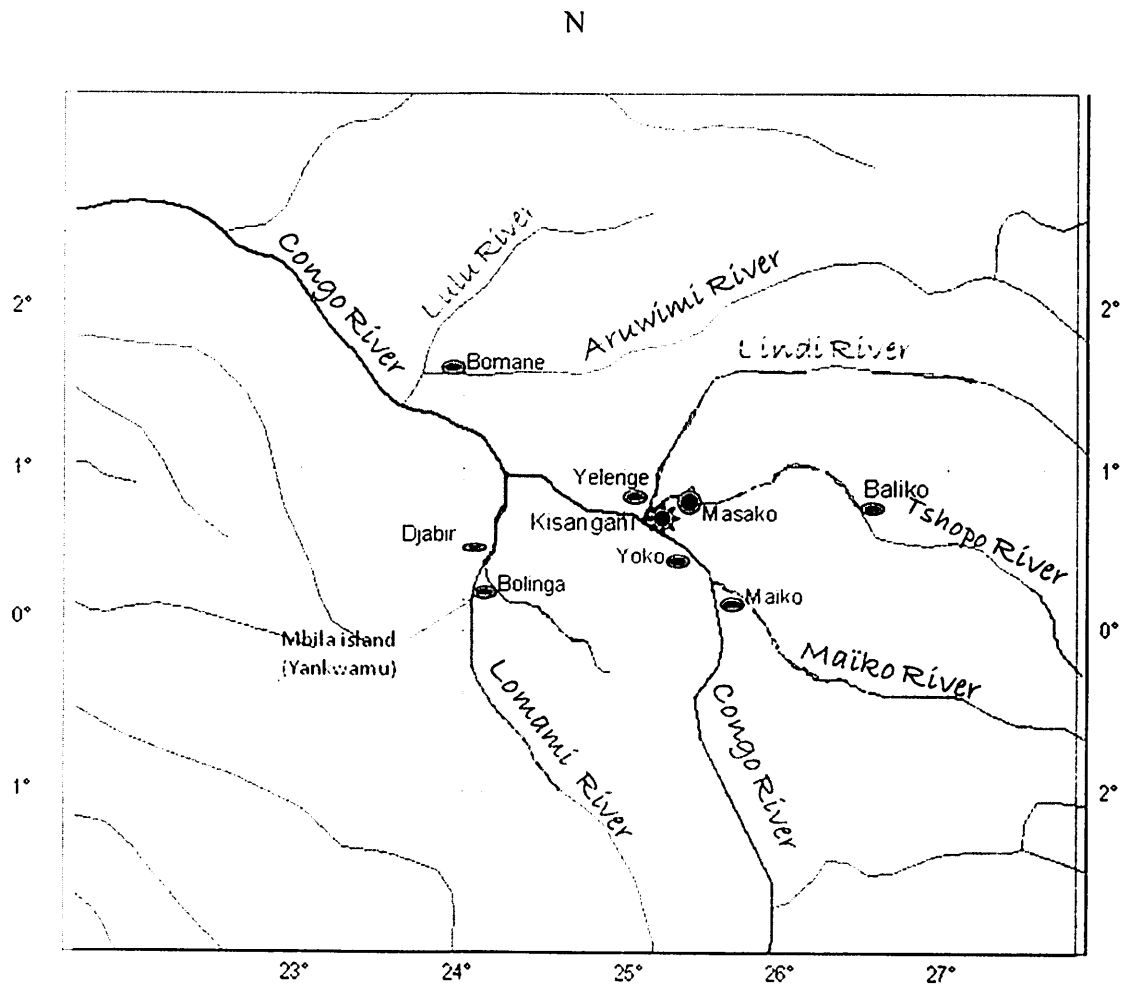 N
Congo River
Lulu River
Aruwimi River
Lindi River
2°
2°
Bomane
1°
1°
Yelenge
Baliko
Kisangani
Masako
Tshopo River
Djabir
Yoko
Bolinga
Maiko
0°
0°
Mbila island
(Yankwamu)
Maïko River
Lomami River
Congo River
1°
2°
23°
24°
25°
26°
27°